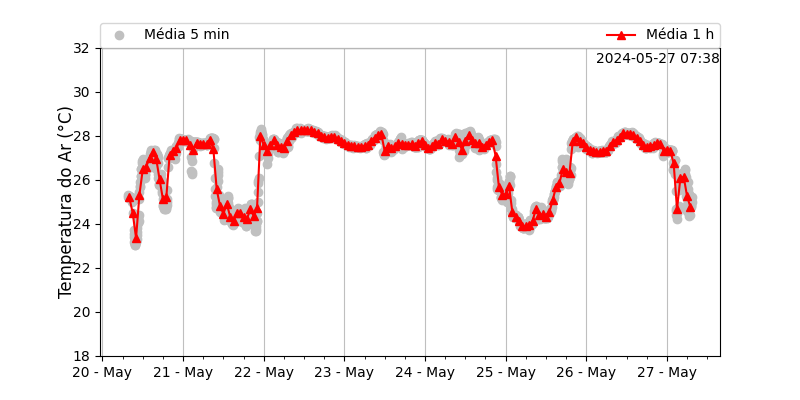 Média 5 min
Média 1 h
2024-05-27 07:38
Temperatura do Ar (°C)
32
30
28
26
24
22
20
18
20 - May
21 - May
22 - May
23 - May
24 - May
25 - May
26 - May
27 - May